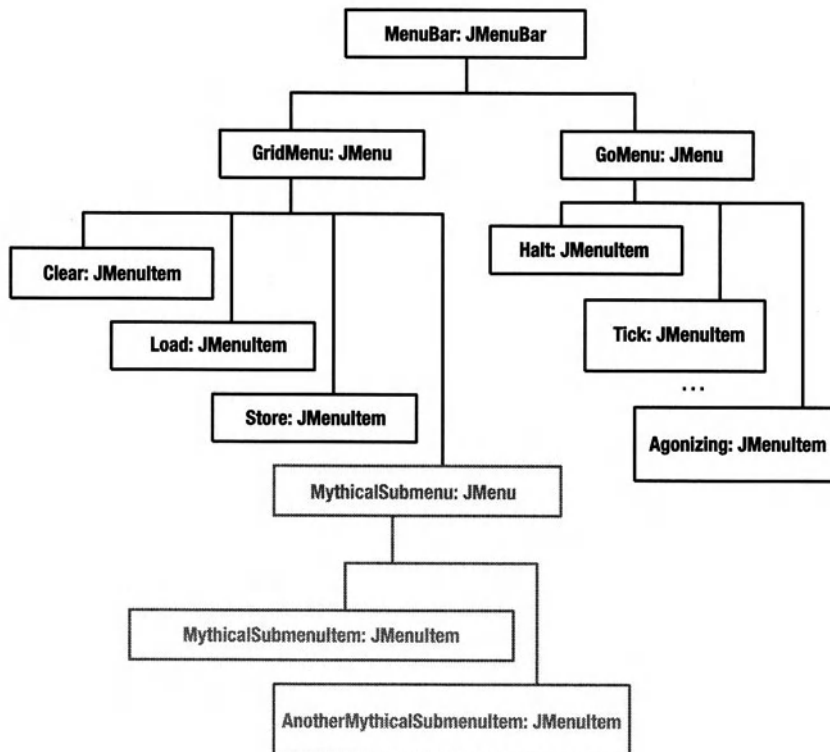 MenuBar: JMenuBar
GridMenu: JMenu
GoMenu: JMenu
Clear: JMenuItem
Halt: JMenuItem
Load: JMenuItem
Tick: JMenuItem
...
Store: JMenuItem
Agonizing: JMenuItem
MythicalSubmenu: JMenu
MythicalSubmenuItem: JMenuItem
AnotherMythicalSubmenuItem: JMenuItem